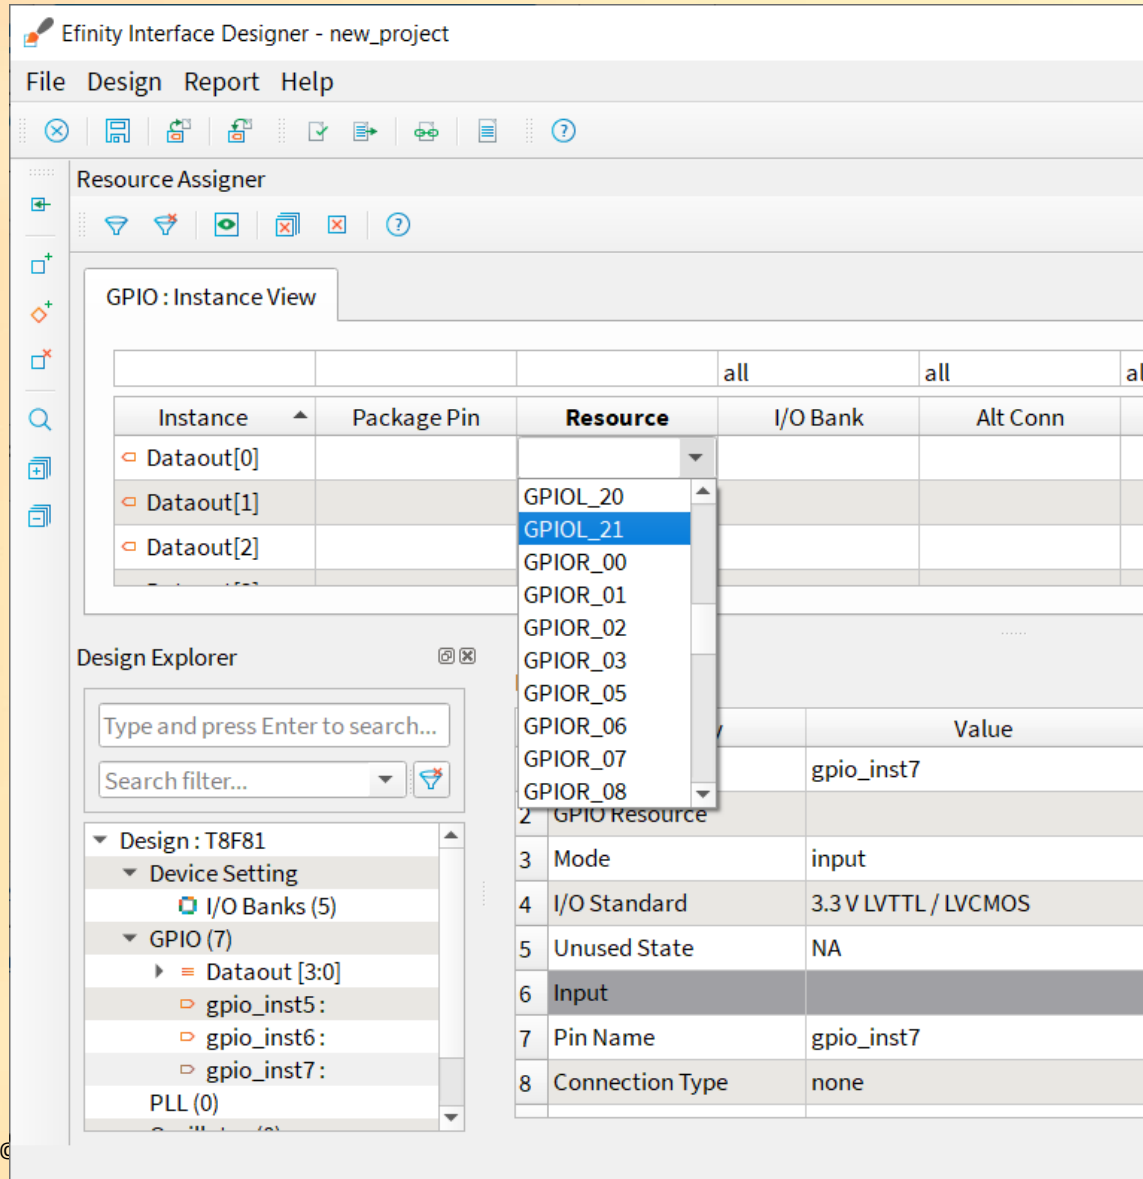 Efinity Interface Designer - new_project
File Design Report Help
Resource Assigner
GPIO : Instance View
all all
Instance Package Pin Resource I/O Bank Alt Conn
Dataout[0]
Dataout[1]
Dataout[2]
GPIOL_20
GPIOL_21
GPIOR_00
GPIOR_01
GPIOR_02
GPIOR_03
GPIOR_05
GPIOR_06
GPIOR_07
GPIOR_08
Design Explorer
Type and press Enter to search...
Search filter...
Design : T8F81
Device Setting
I/O Banks (5)
GPIO (7)
Dataout [3:0]
gpio_inst5 :
gpio_inst6 :
gpio_inst7 :
PLL (0)
Value
gpio_inst7
2 GPIO Resource
3 Mode input
4 I/O Standard 3.3 V LVTTL / LVCMOS
5 Unused State NA
6 Input
7 Pin Name gpio_inst7
8 Connection Type none